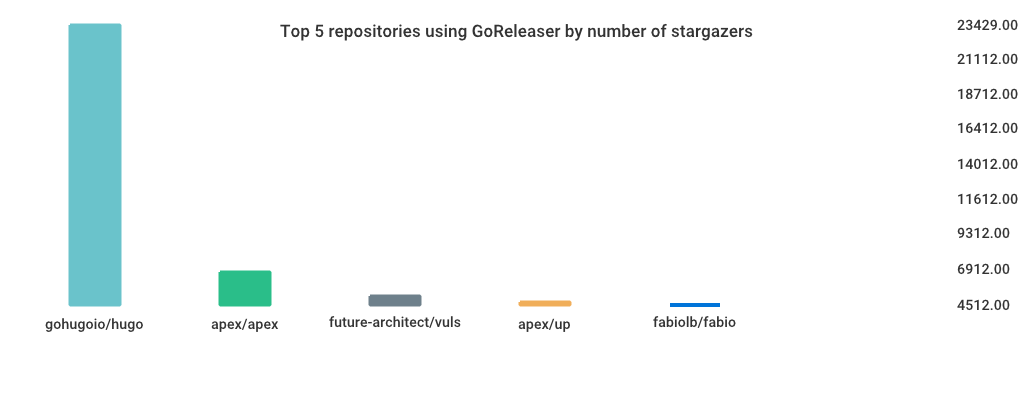 Top 5 repositories using GoReleaser by number of stargazers
23429.00
21112.00
18712.00
16412.00
14012.00
11612.00
9312.00
6912.00
4512.00
gohugoio/hugo
apex/apex
future-architect/vuls
apex/up
fabiolb/fabio